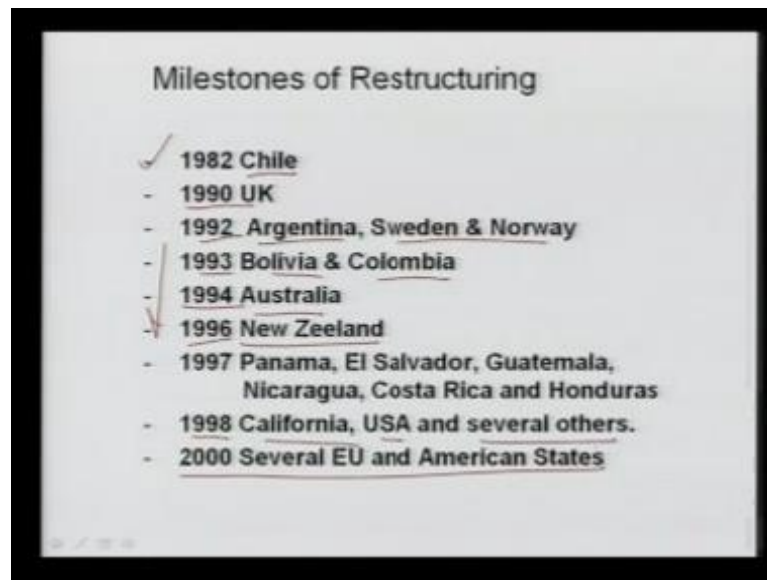 Milestones of Restructuring
- 1982 Chile
- 1990 UK
- 1992 Argentina, Sweden & Norway
- 1993 Bolivia & Colombia
- 1994 Australia
- 1996 New Zeeland
- 1997 Panama, El Salvador, Guatemala,
Nicaragua, Costa Rica and Honduras
- 1998 California, USA and several others.
- 2000 Several EU and American States